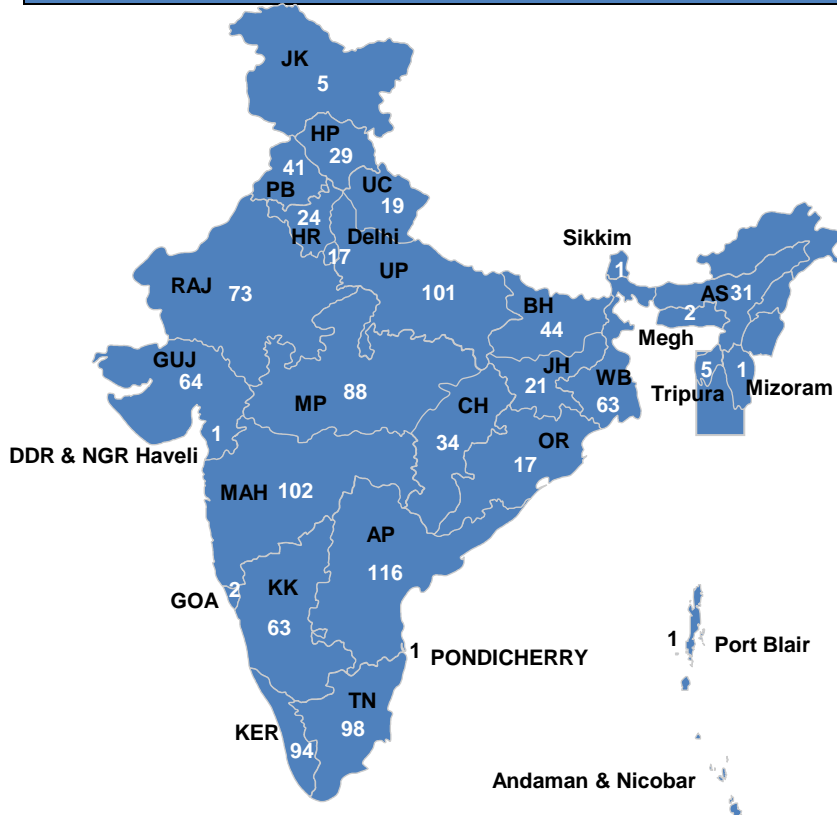 JK
5
HP
29
41
PB
UC
19
24
HR
Delhi
17
Sikkim
1
RAJ
73
UP
101
AS
31
BH
44
2
Megh
GUJ
64
MP
88
JH
21
WB
63
5
Tripura
1
Mizoram
CH
34
1
DDR & NGR Haveli
OR
17
MAH
102
AP
116
2
GOA
KK
63
1
PONDICHERRY
1
Port Blair
TN
98
KER
94
Andaman & Nicobar